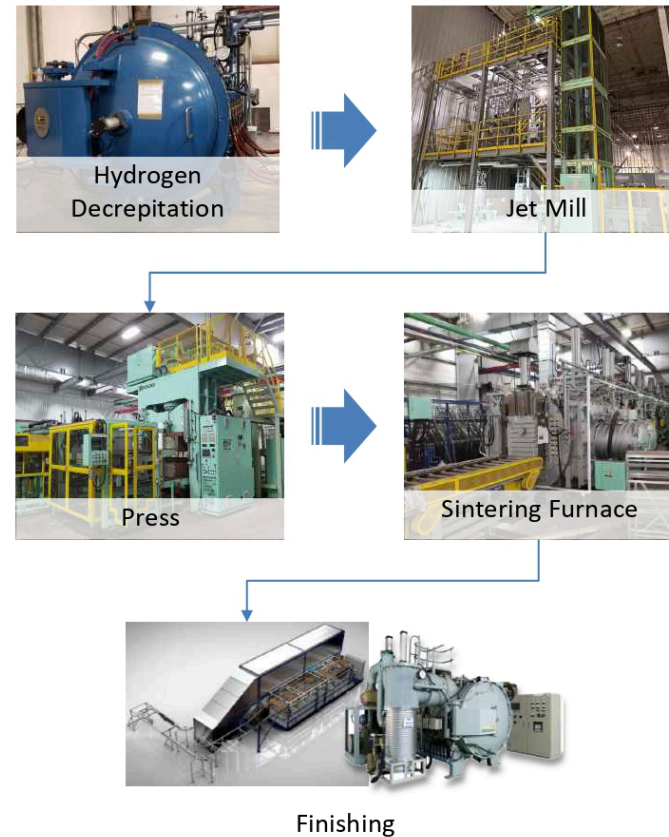 Hydrogen
Decrepitation
Jet Mill
Press
Sintering Furnace
Finishing